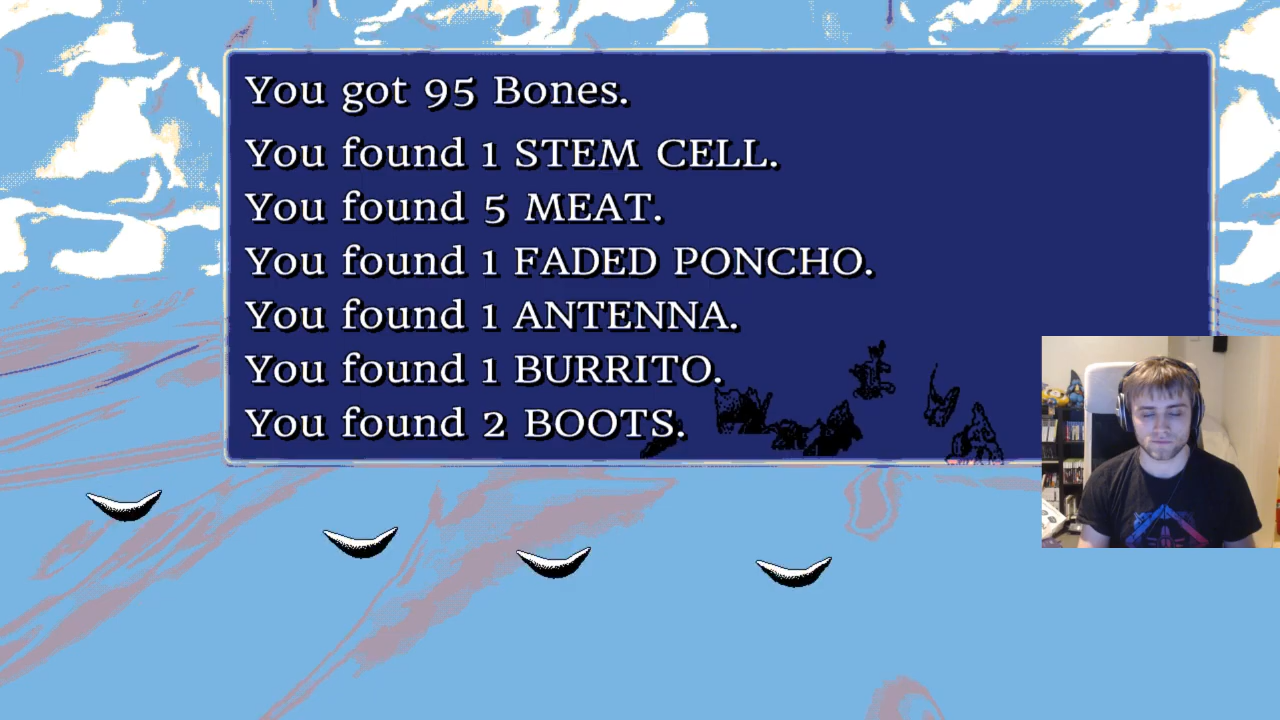 You got 95 Bones.
You found 1 STEM CELL.
You found 5 MEAT.
You found 1 FADED PONCHO.
You found 1 ANTENNA.
You found 1 BURRITO.
You found 2 BOOTS.